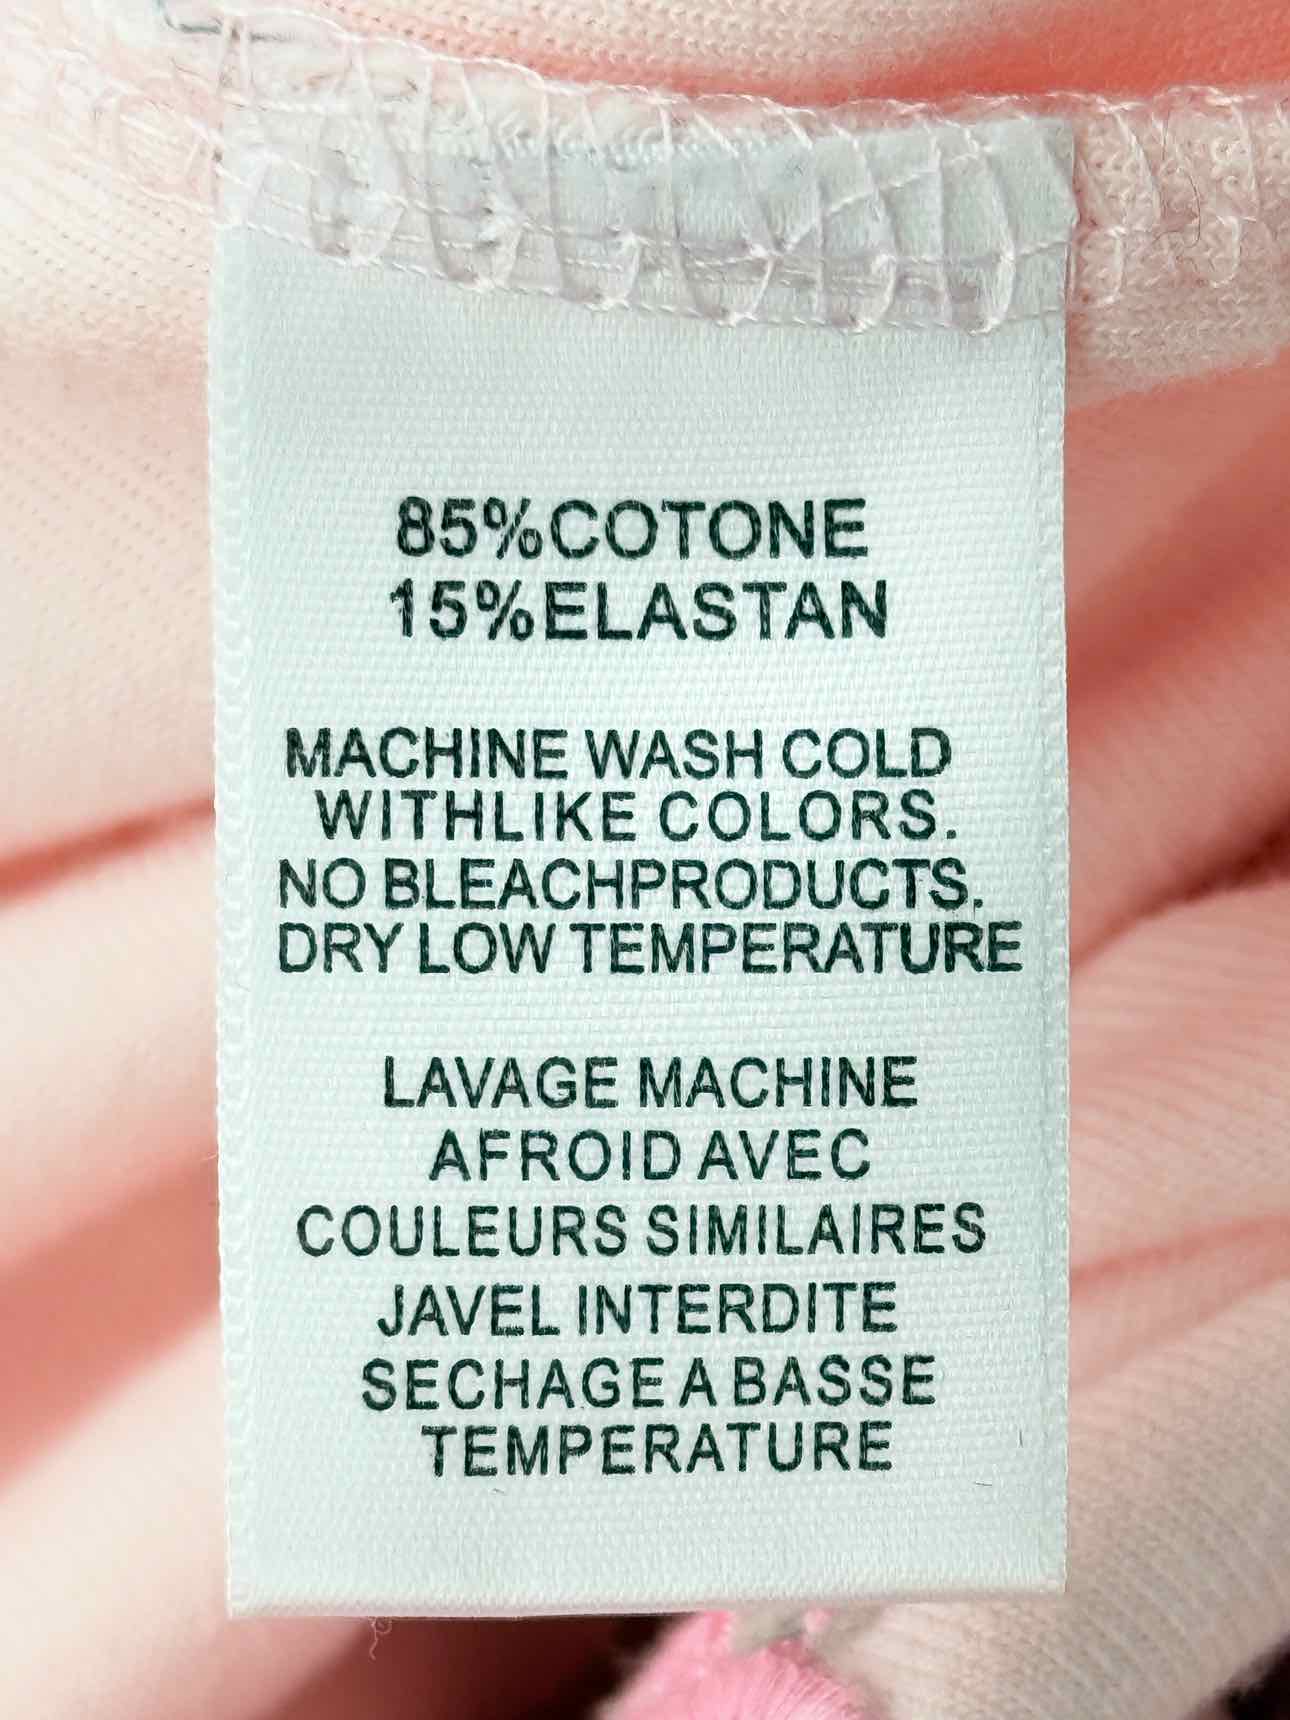 85%COTONE
15%ELASTAN
MACHINE WASH COLD
WITHLIKE COLORS.
NO BLEACHPRODUCTS.
DRY LOW TEMPERATURE
LAVAGE MACHINE
AFROID AVEC
COULEURS SIMILAIRES
JAVEL INTERDITE
SECHAGE A BASSE
TEMPERATURE